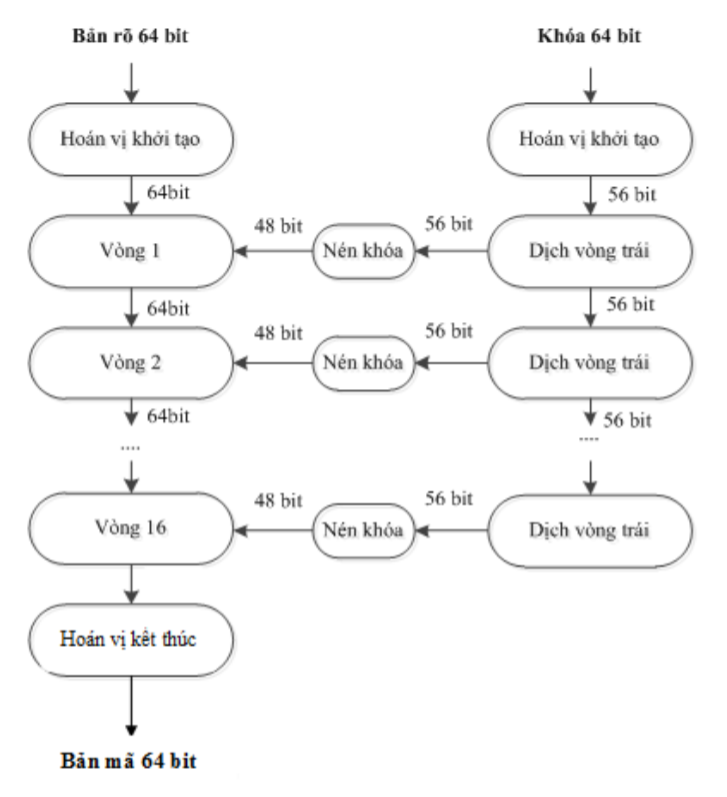 Bản rõ 64 bit
Khóa 64 bit
Hoán vị khởi tạo
Hoán vị khởi tạo
64bit
56 bit
Vòng 1
48 bit
Nén khóa
56 bit
Dịch vòng trái
64bit
56 bit
Vòng 2
48 bit
Nén khóa
56 bit
Dịch vòng trái
64bit
56 bit
....
....
Vòng 16
48 bit
Nén khóa
56 bit
Dịch vòng trái
Hoán vị kết thúc
Bản mã 64 bit